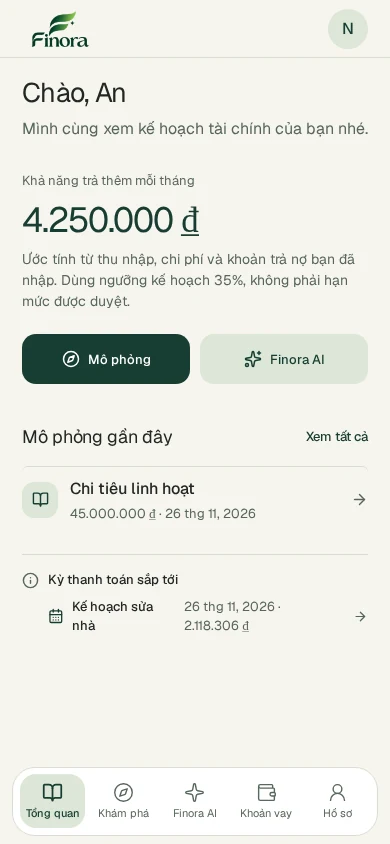 Finora
N
Chào, An
Mình cùng xem kế hoạch tài chính của bạn nhé.
Khả năng trả thêm mỗi tháng
4.250.000 ₫
Ước tính từ thu nhập, chi phí và khoản trả nợ bạn đã
nhập. Dùng ngưỡng kế hoạch 35%, không phải hạn
mức được duyệt.
Mô phỏng
Finora AI
Mô phỏng gần đây
Xem tất cả
Chi tiêu linh hoạt
45.000.000 ₫ · 26 thg 11, 2026
Kỳ thanh toán sắp tới
Kế hoạch sửa
nhà
26 thg 11, 2026 ·
2.118.306 ₫
Tổng quan
Khám phá
Finora AI
Khoản vay
Hồ sơ